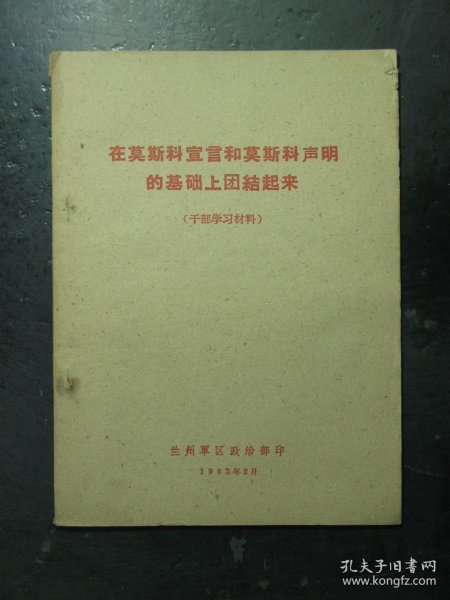 在莫斯科宣言和莫斯科声明
的基础上团結起来
（干部学习材料）
兰州軍区政治部印
1963年2月
孔夫子旧書网
www.kongfz.com